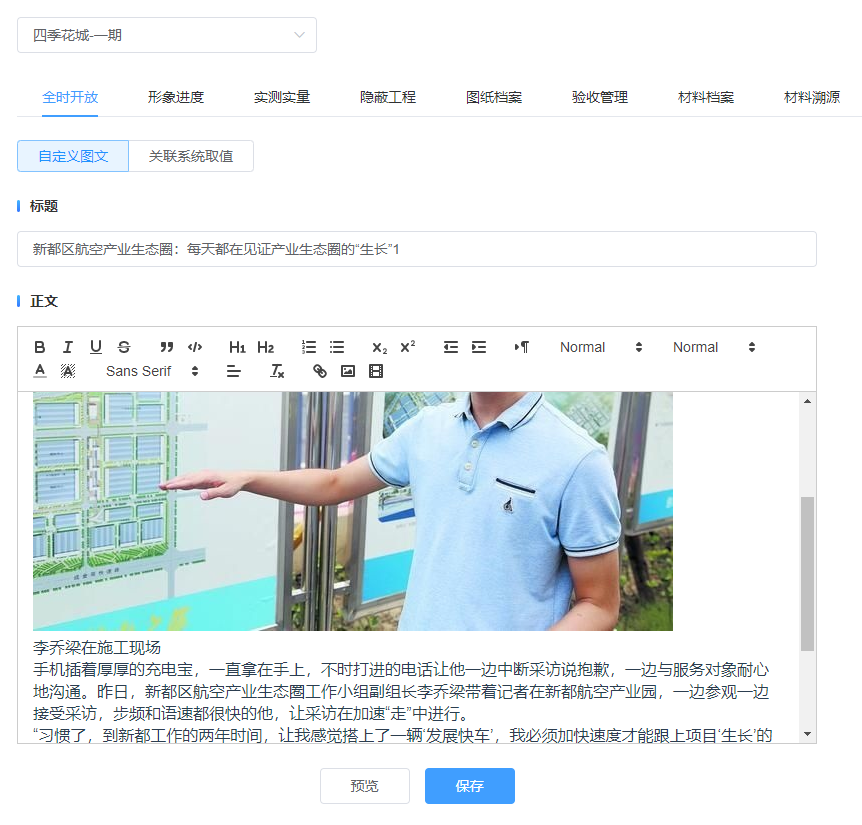 四季花城-一期
全时开放 形象进度 实测实量 隐蔽工程 图纸档案 验收管理 材料档案 材料溯源
自定义图文 关联系统取值
标题
新都区航空产业生态圈：每天都在见证产业生态圈的“生长”1
正文
Normal Normal
Sans Serif
李乔梁在施工现场
手机插着厚厚的充电宝，一直拿在手上，不时打进的电话让他一边中断采访说抱歉，一边与服务对象耐心
地沟通。昨日，新都区航空产业生态圈工作小组副组长李乔梁带着记者在新都航空产业园，一边参观一边
接受采访，步频和语速都很快的他，让采访在加速“走”中进行。
“习惯了，到新都工作的两年时间，让我感觉搭上了一辆‘发展快车’，我必须加快速度才能跟上项目‘生长’的
预览 保存